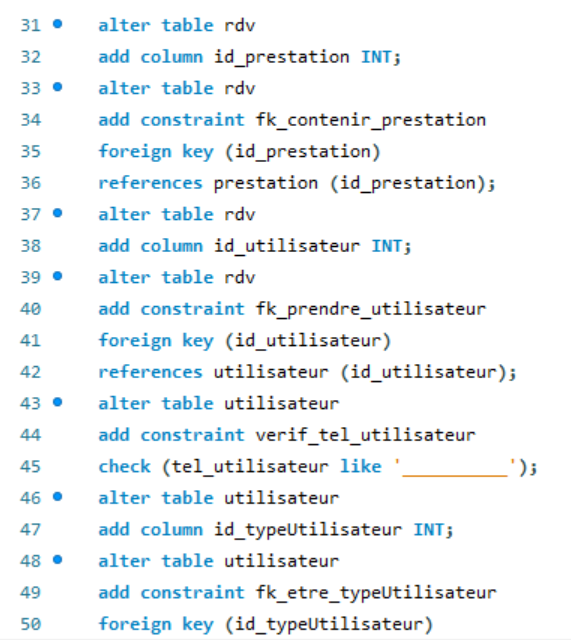 31 alter table rdv
32 add column id_prestation INT;
33 alter table rdv
34 add constraint fk_contenir_prestation
35 foreign key (id_prestation)
36 references prestation (id_prestation);
37 alter table rdv
38 add column id_utilisateur INT;
39 alter table rdv
40 add constraint fk_prendre_utilisateur
41 foreign key (id_utilisateur)
42 references utilisateur (id_utilisateur);
43 alter table utilisateur
44 add constraint verif_tel_utilisateur
45 check (tel_utilisateur like '__________');
46 alter table utilisateur
47 add column id_typeUtilisateur INT;
48 alter table utilisateur
49 add constraint fk_etre_typeUtilisateur
50 foreign key (id_typeUtilisateur)